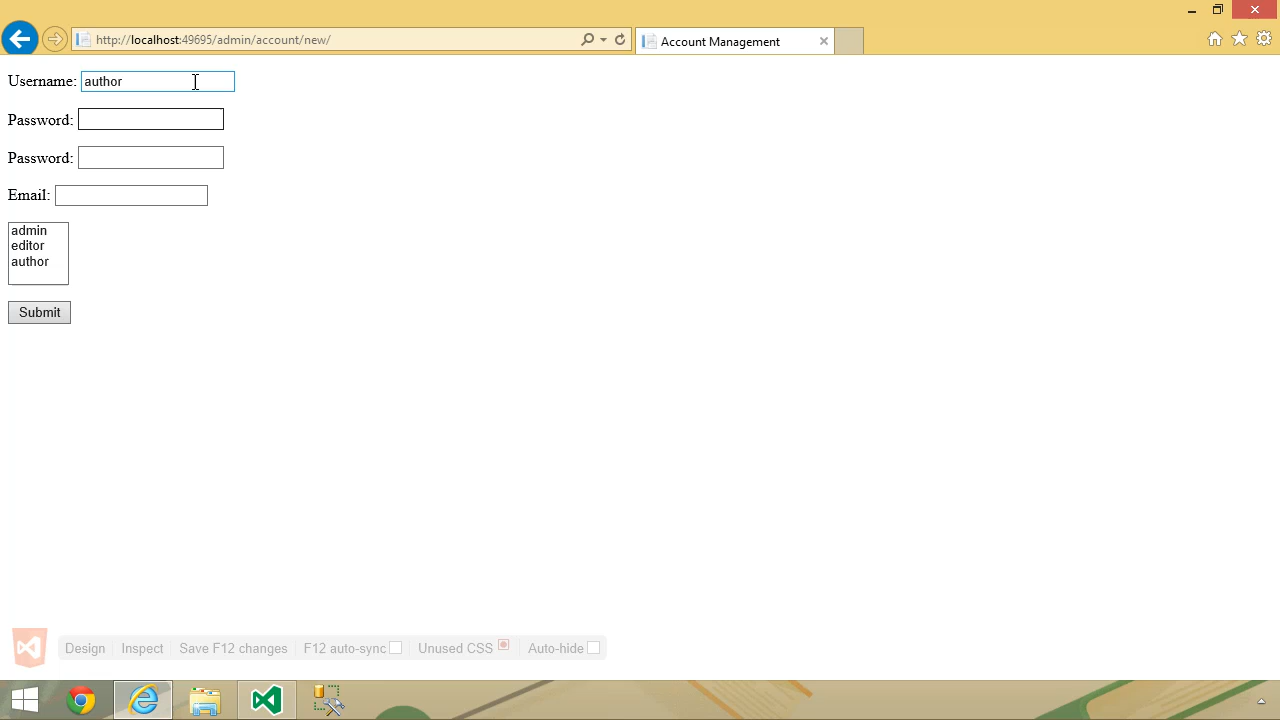 http://localhost:49695/admin/account/new/
Account Management
Username: author
Password:
Password:
Email:
admin
editor
author
Submit
Design Inspect Save F12 changes F12 auto-sync Unused CSS Auto-hide